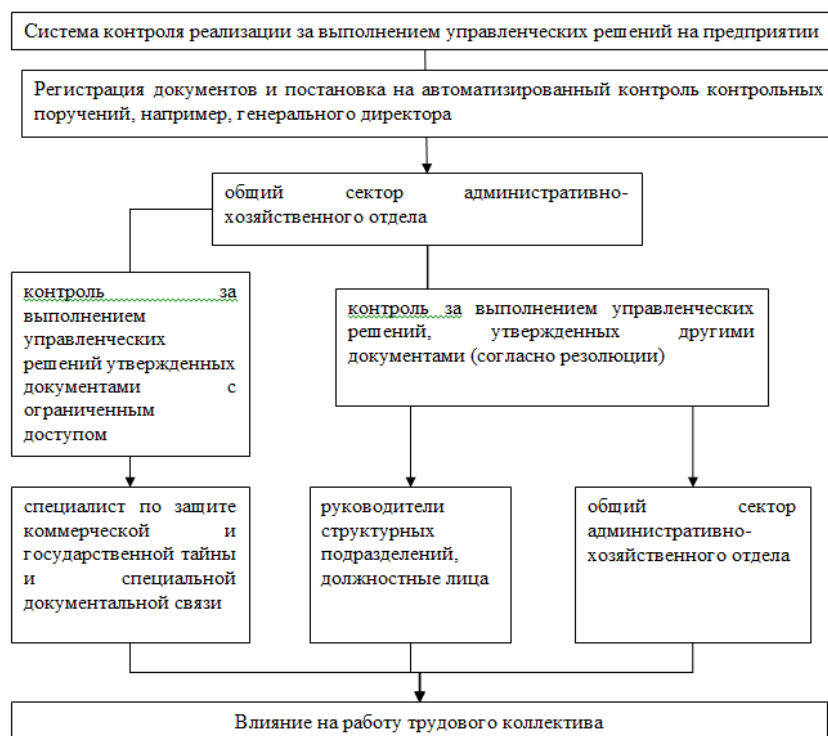 Система контроля реализации за выполнением управленческих решений на предприятии
Регистрация документов и постановка на автоматизированный контроль контрольных
поручений, например, генерального директора
общий сектор административно-
хозяйственного отдела
контроль за
выполнением
управленческих
решений утвержденных
документами с
ограниченным
доступом
контроль за выполнением управленческих
решений, утвержденных другими
документами (согласно резолюции)
специалист по защите
коммерческой и
государственной тайны
и специальной
документальной связи
руководители
структурных
подразделений,
должностные лица
общий сектор
административно-
хозяйственного отдела
Влияние на работу трудового коллектива